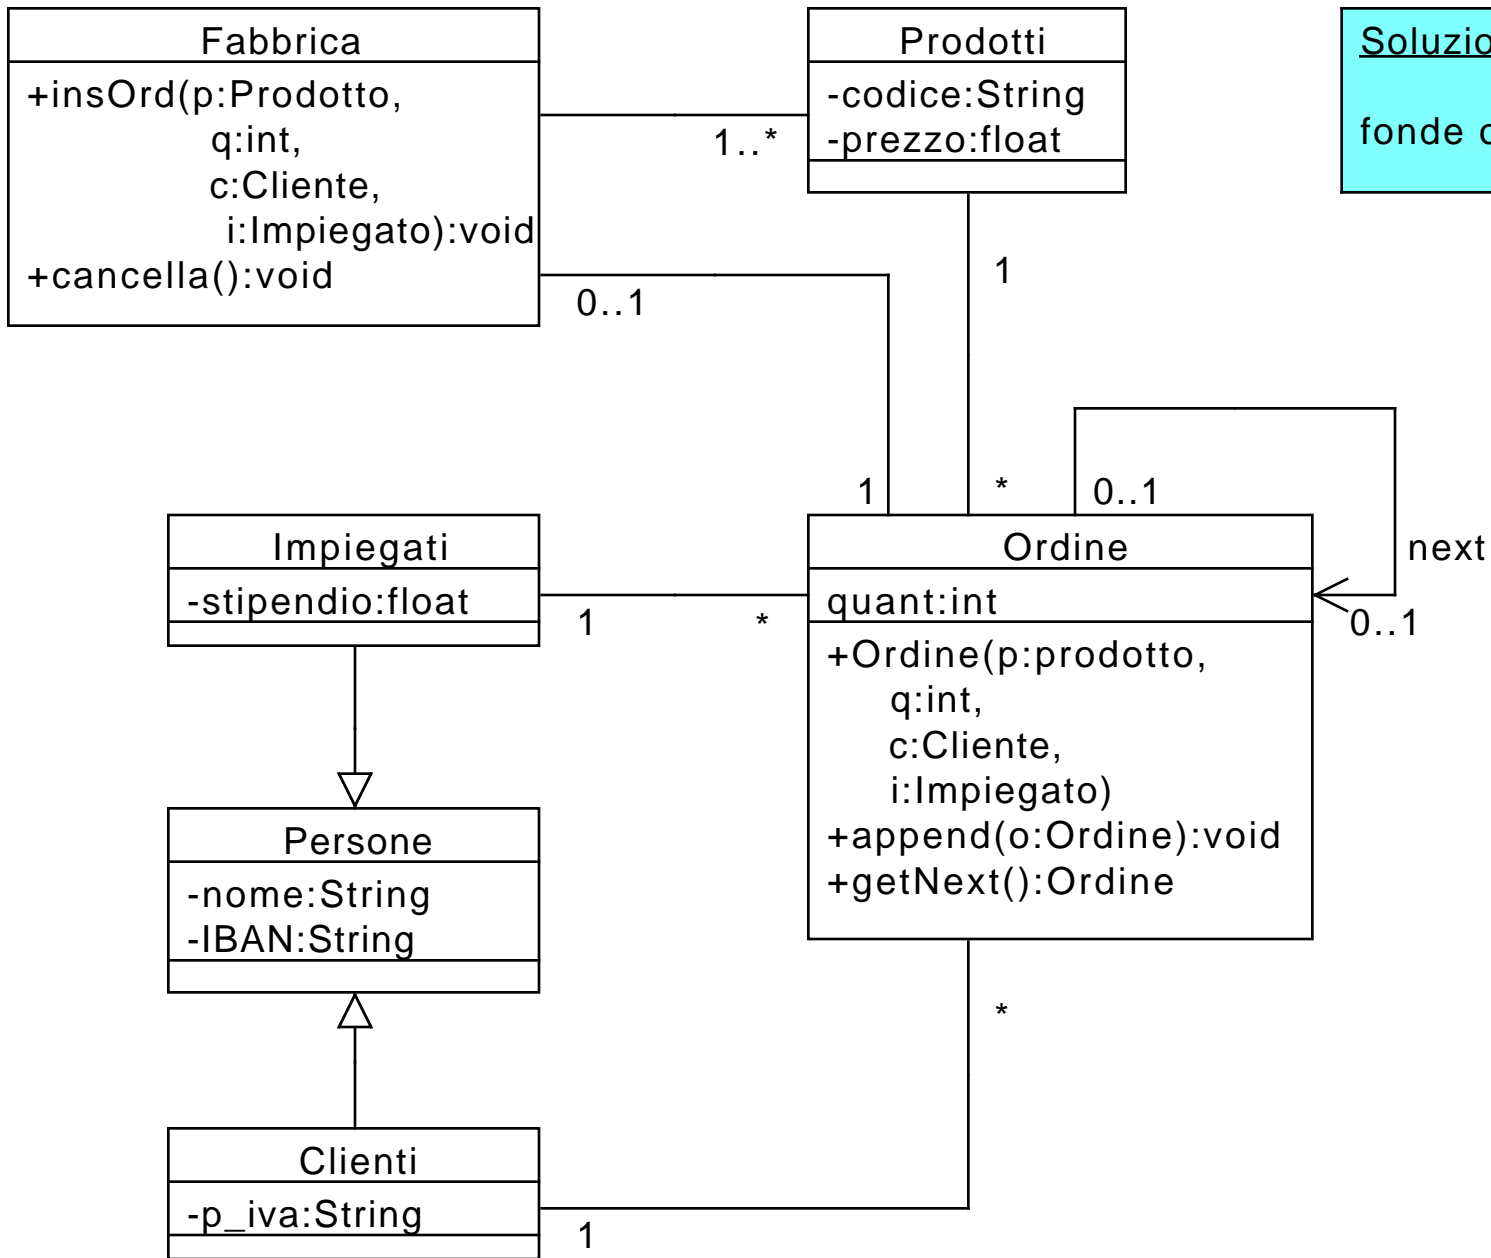 Fabbrica
+insOrd(p:Prodotto,
q:int,
c:Cliente,
i:Impiegato):void
+cancella():void
1..*
0..1
Prodotti
-codice:String
-prezzo:float
1
fonde
1
*
0..1
next
0..1
Impiegati
-stipendio:float
1
*
Ordine
quant:int
+Ordine(p:prodotto,
q:int,
c:Cliente,
i:Impiegato)
+append(o:Ordine):void
+getNext():Ordine
Persone
-nome:String
-IBAN:String
*
Clienti
-p_iva:String
1